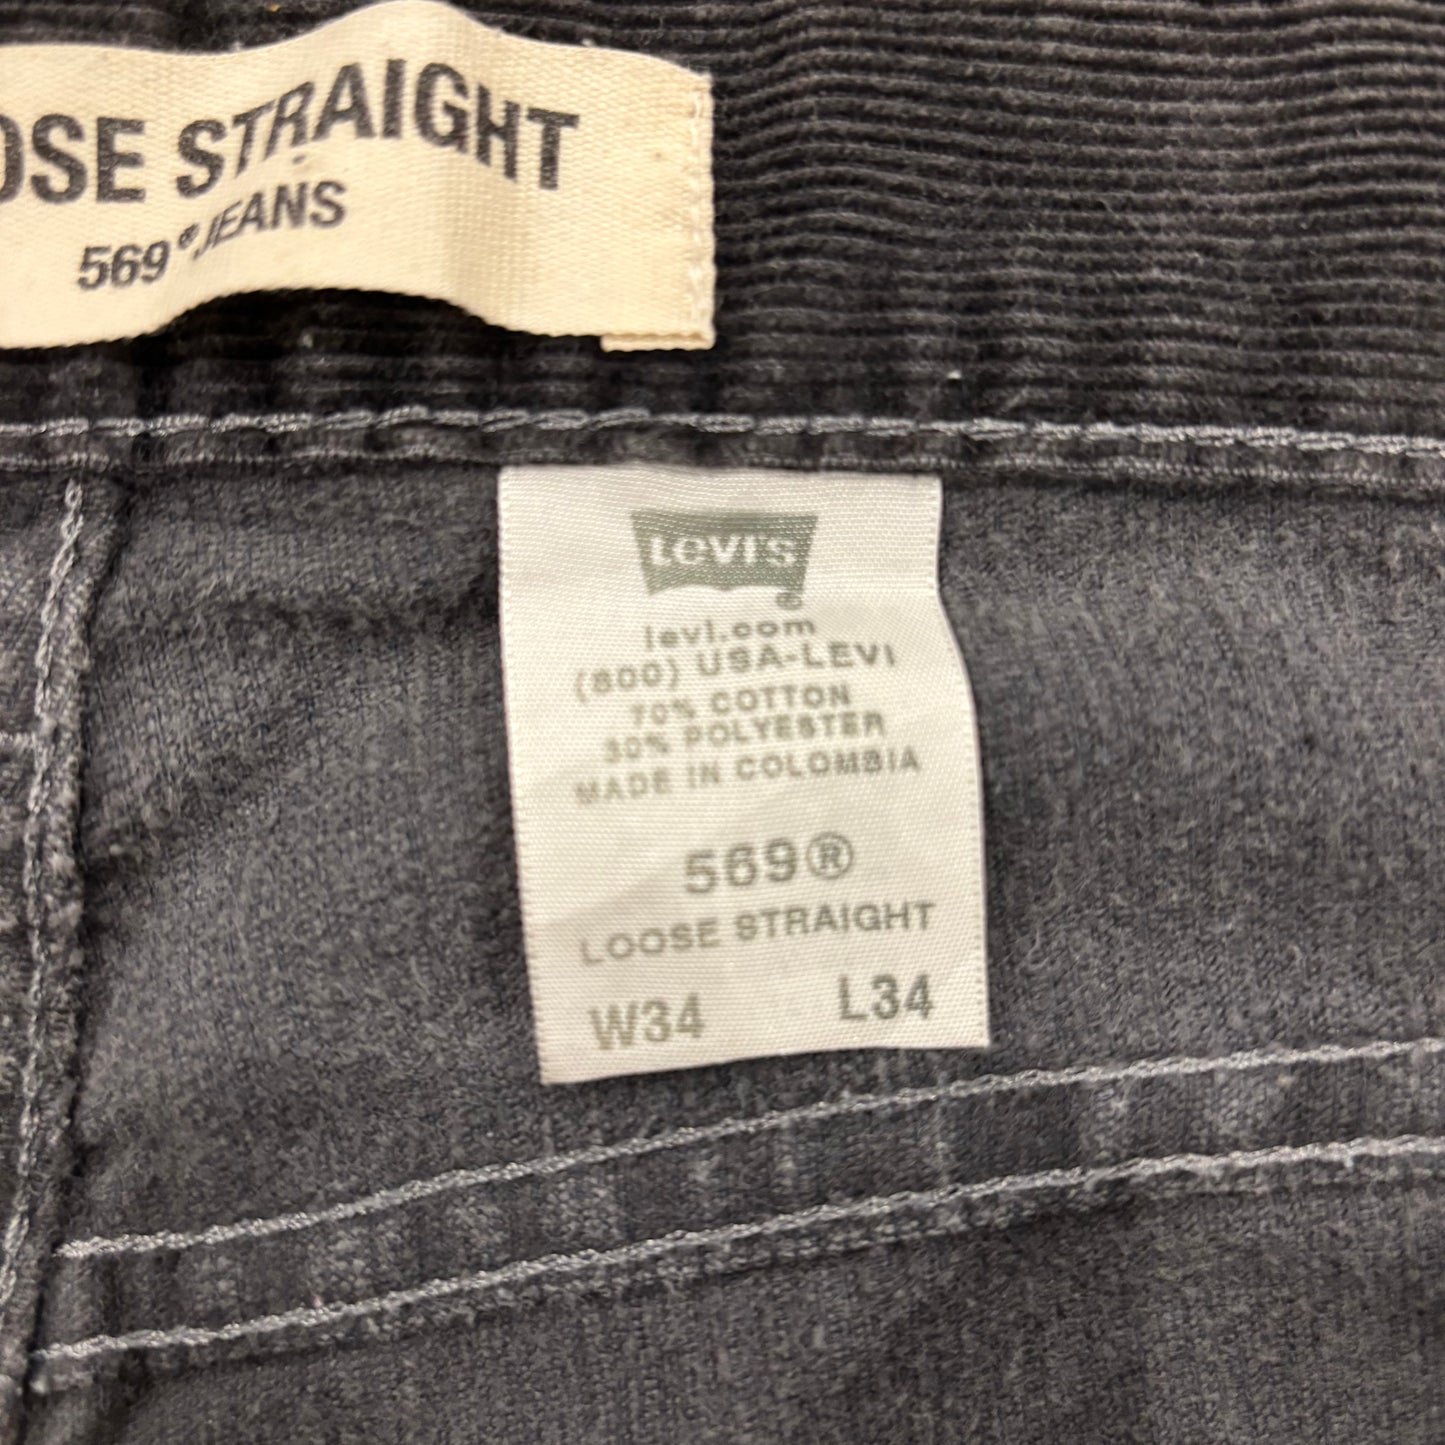 OSE STRAIGHT
569® JEANS
LEVI'S
®
levi.com
(800) USA-LEVI
70% COTTON
30% POLYESTER
MADE IN COLOMBIA
569®
LOOSE STRAIGHT
W34 L34